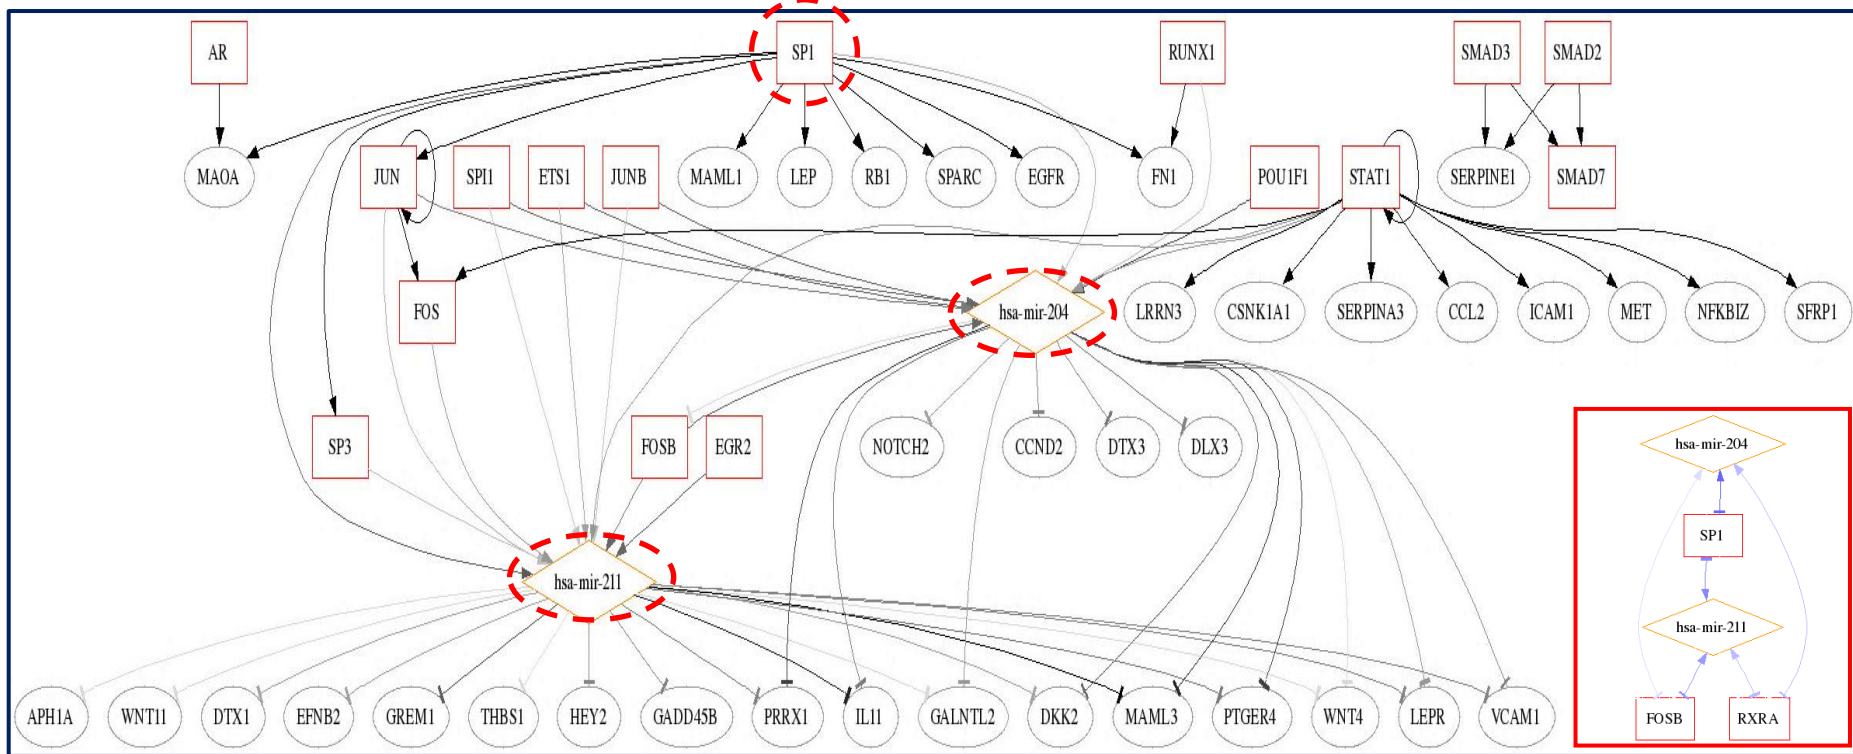 AR
SP1
RUNX1
SMAD3
SMAD2
MAOA
JUN
SPI1
ETS1
JUNB
MAML1
LEP
RB1
SPARC
EGFR
FN1
POU1F1
STAT1
SERPINE1
SMAD7
FOS
hsa-mir-204
LRRN3
CSNK1A1
SERPINA3
CCL2
ICAM1
MET
NFKBIZ
SFRP1
SP3
FOSB
EGR2
NOTCH2
CCND2
DTX3
DLX3
hsa-mir-211
APH1A
WNT11
DTX1
EFNB2
GREM1
THBS1
HEY2
GADD45B
PRRX1
IL11
GALNTL2
DKK2
MAML3
PTGER4
WNT4
LEPR
VCAM1
hsa-mir-204
SP1
hsa-mir-211
FOSB
RXRA